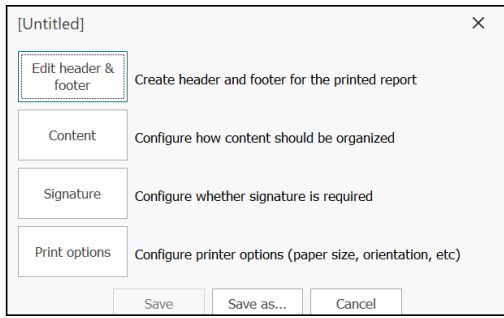 [Untitled]
Edit header &
footer
Create header and footer for the printed report
Content
Configure how content should be organized
Signature
Configure whether signature is required
Print options
Configure printer options (paper size, orientation, etc)
Save
Save as...
Cancel